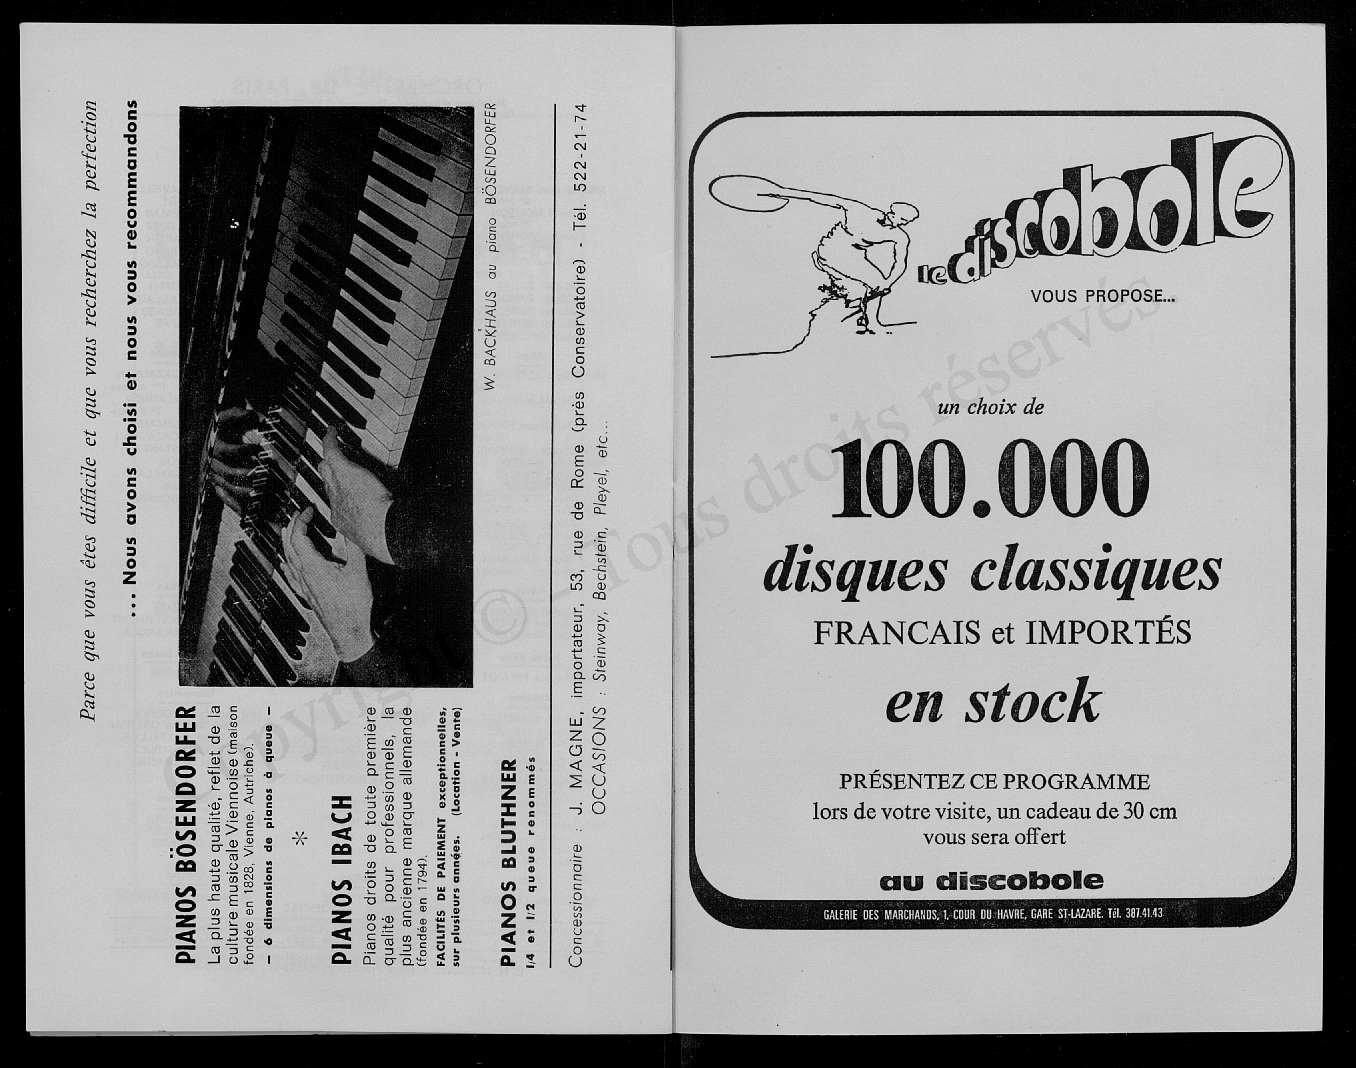 Parce que vous êtes difficile et que vous recherchez la perfection
... Nous avons choisi et nous vous recommandons
PIANOS BÖSENDORFER
La plus haute qualité, reflet de la
culture musicale Viennoise (maison
fondée en 1828, Vienne, Autriche).
— 6 dimensions de pianos à queue —
*
PIANOS IBACH
Pianos droits de toute première
qualité pour professionnels, la
plus ancienne marque allemande
(fondée en 1794).
FACILITÉS DE PAIEMENT exceptionnelles,
sur plusieurs années. (Location - Vente)
W. BACKHAUS au piano BÖSENDORFER
PIANOS BLUTHNER
1/4 et 1/2 queue renommés
Concessionnaire : J. MAGNE, importateur, 53, rue de Rome (près Conservatoire) - Tél. 522-21-74
OCCASIONS : Steinway, Bechstein, Pleyel, etc...
le discobole
VOUS PROPOSE...
un choix de
100.000
disques classiques
FRANCAIS et IMPORTÉS
en stock
PRÉSENTEZ CE PROGRAMME
lors de votre visite, un cadeau de 30 cm
vous sera offert
au discobole
GALERIE DES MARCHANDS, 1, COUR DU HAVRE, GARE ST-LAZARE. Tél. 387.41.43
Copyright © - Tous droits réservés